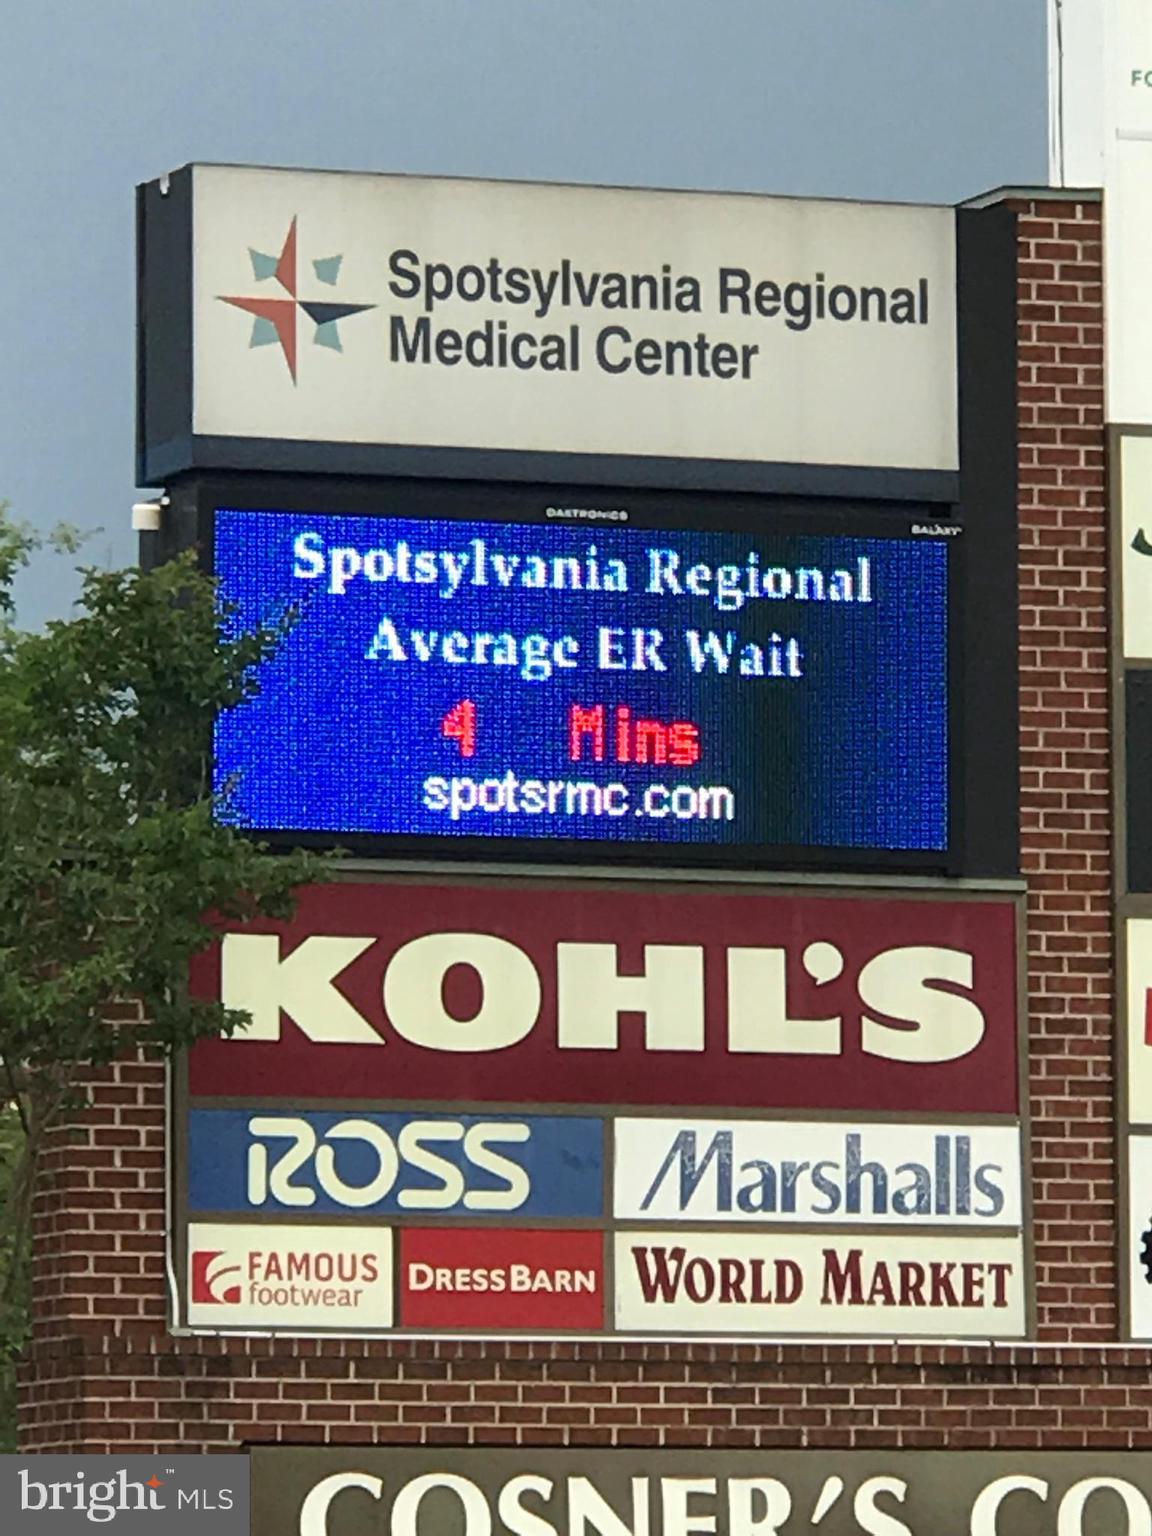 Spotsylvania Regional
Medical Center
DAKTRONICS
GALAXY
Spotsylvania Regional
Average ER Wait
4 Mins
spotsrmc.com
KOHL'S
ROSS
Marshalls
FAMOUS
footwear
DRESSBARN
WORLD MARKET
COSNER'S CO
bright™ MLS